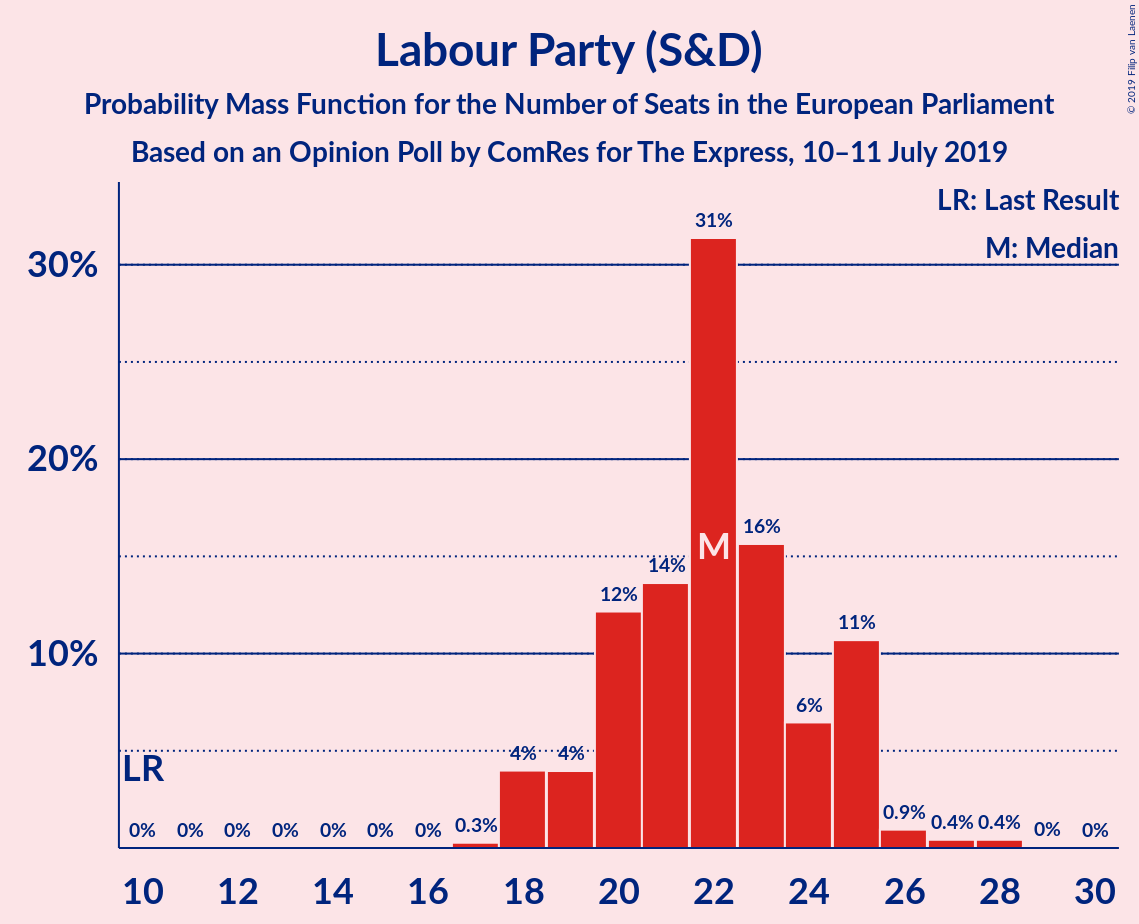 © 2019 Filip van Laenen
Labour Party (S&D)
Probability Mass Function for the Number of Seats in the European Parliament
Based on an Opinion Poll by ComRes for The Express, 10–11 July 2019
LR: Last Result
M: Median
30%
20%
10%
31%
16%
14%
12%
11%
6%
4% 4%
0% 0% 0% 0% 0% 0% 0% 0.3% 0.9% 0.4% 0.4% 0% 0%
M
LR
10 12 14 16 18 20 22 24 26 28 30